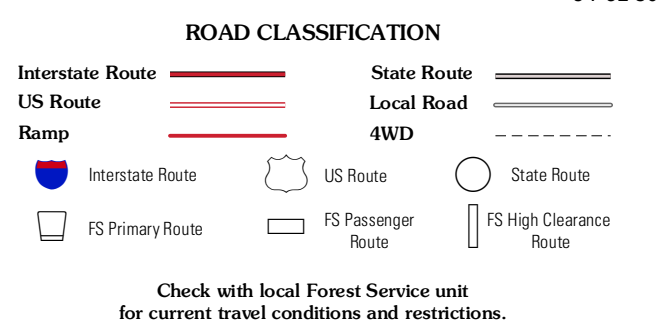 ROAD CLASSIFICATION
Interstate Route
State Route
US Route
Local Road
Ramp
4WD
Interstate Route
US Route
State Route
FS Primary Route
FS Passenger
Route
FS High Clearance
Route
Check with local Forest Service unit
for current travel conditions and restrictions.